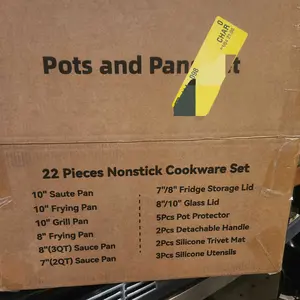 Pots and Pan
22 Pieces Nonstick Cookware Set
10" Saute Pan
10" Frying Pan
10" Grill Pan
8" Frying Pan
8"(3QT) Sauce Pan
7"(2QT) Sauce Pan
7"/8" Fridge Storage Lid
8"/10" Glass Lid
5Pcs Pot Protector
2Pcs Detachable Handle
2Pcs Silicone Trivet Mat
3Pcs Silicone Utensils
CHAR